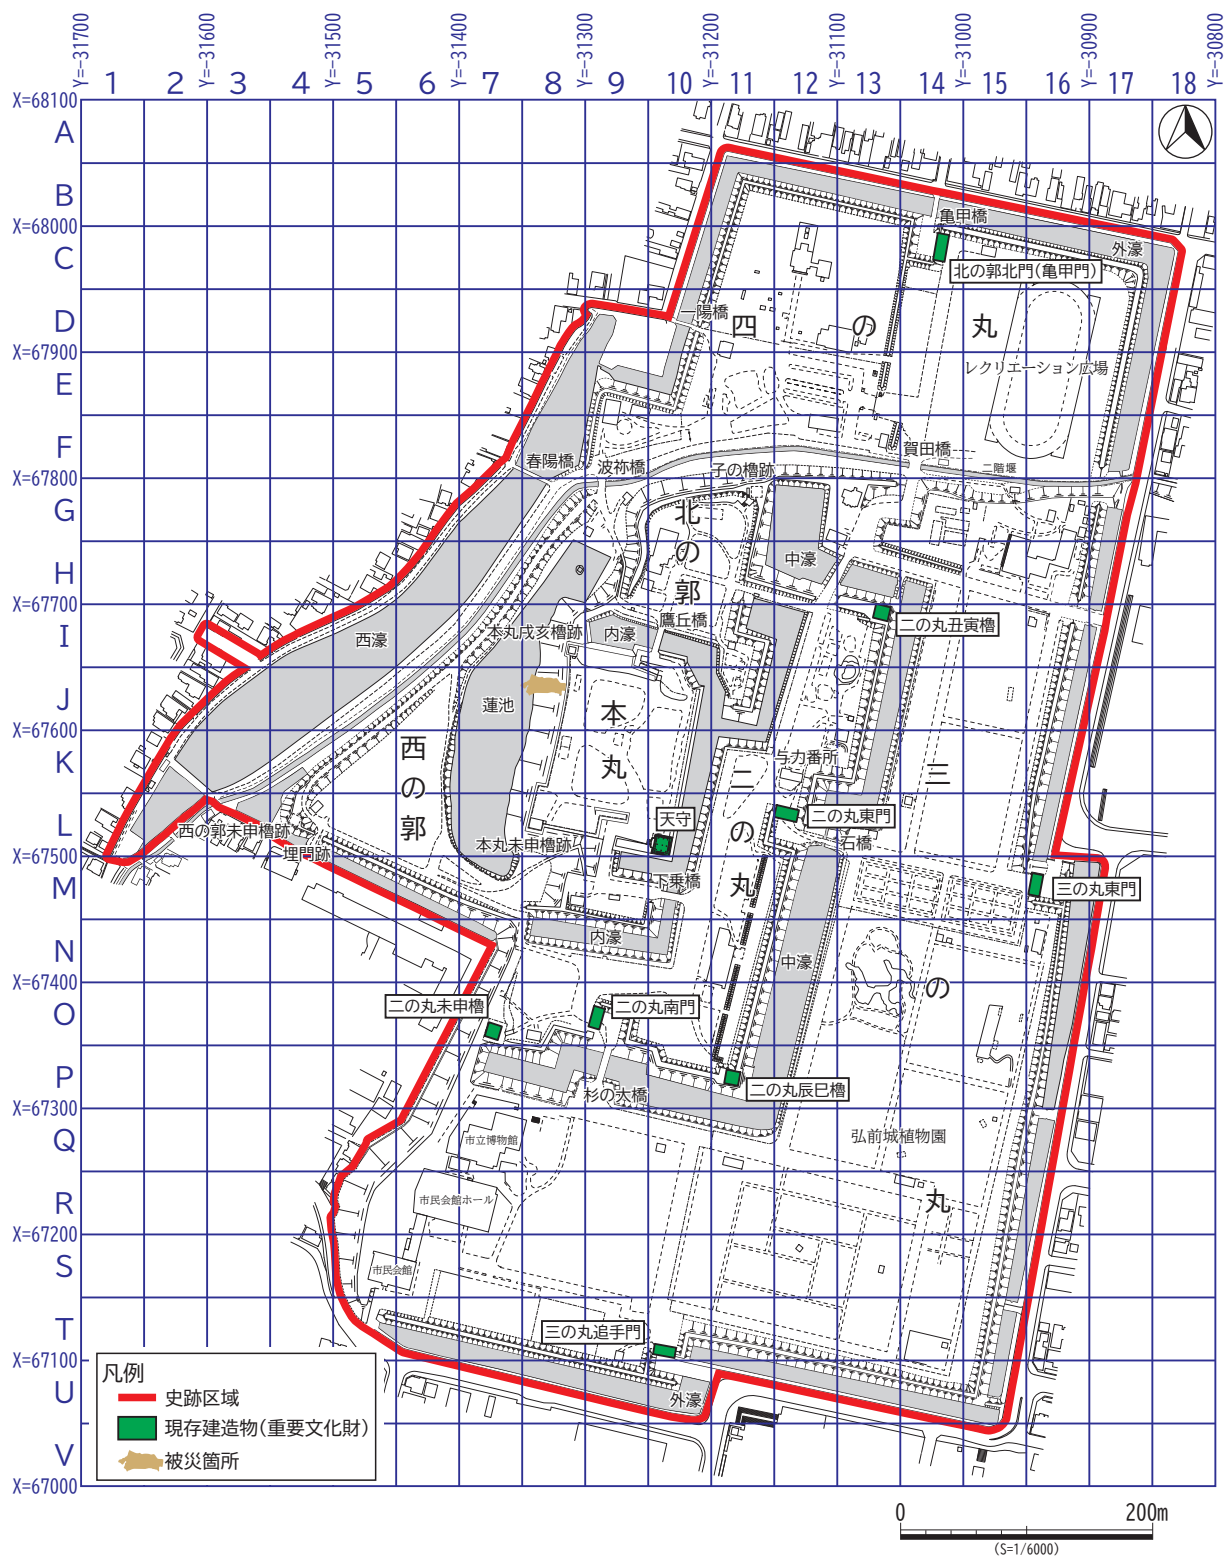 Y=-31700
Y=-31600
Y=-31500
Y=-31400
Y=-31300
Y=-31200
Y=-31100
Y=-31000
Y=-30900
Y=-30800
1 2 3 4 5 6 7 8 9 10 11 12 13 14 15 16 17 18
X=68100
A
B
X=68000
C
D
X=67900
E
F
X=67800
G
H
X=67700
I
J
X=67600
K
L
X=67500
M
N
X=67400
O
P
X=67300
Q
R
X=67200
S
T
X=67100
U
V
X=67000
亀甲橋
外濠
北の郭北門(亀甲門)
一陽橋
四の丸
レクリエーション広場
賀田橋
二階堰
春陽橋
波祢橋
子の櫓跡
北の郭
中濠
二の丸丑寅櫓
鷹丘橋
内濠
本丸戌亥櫓跡
西濠
蓮池
本丸
西の郭
与力番所
二の丸
三の丸
二の丸東門
石橋
天守
西の郭未申櫓跡
埋門跡
本丸未申櫓跡
下乗橋
三の丸東門
内濠
中濠
二の丸未申櫓
二の丸南門
二の丸辰巳櫓
杉の大橋
市立博物館
弘前城植物園
市民会館ホール
市民会館
三の丸追手門
外濠
凡例
史跡区域
現存建造物(重要文化財)
被災箇所
0 200m
(S=1/6000)